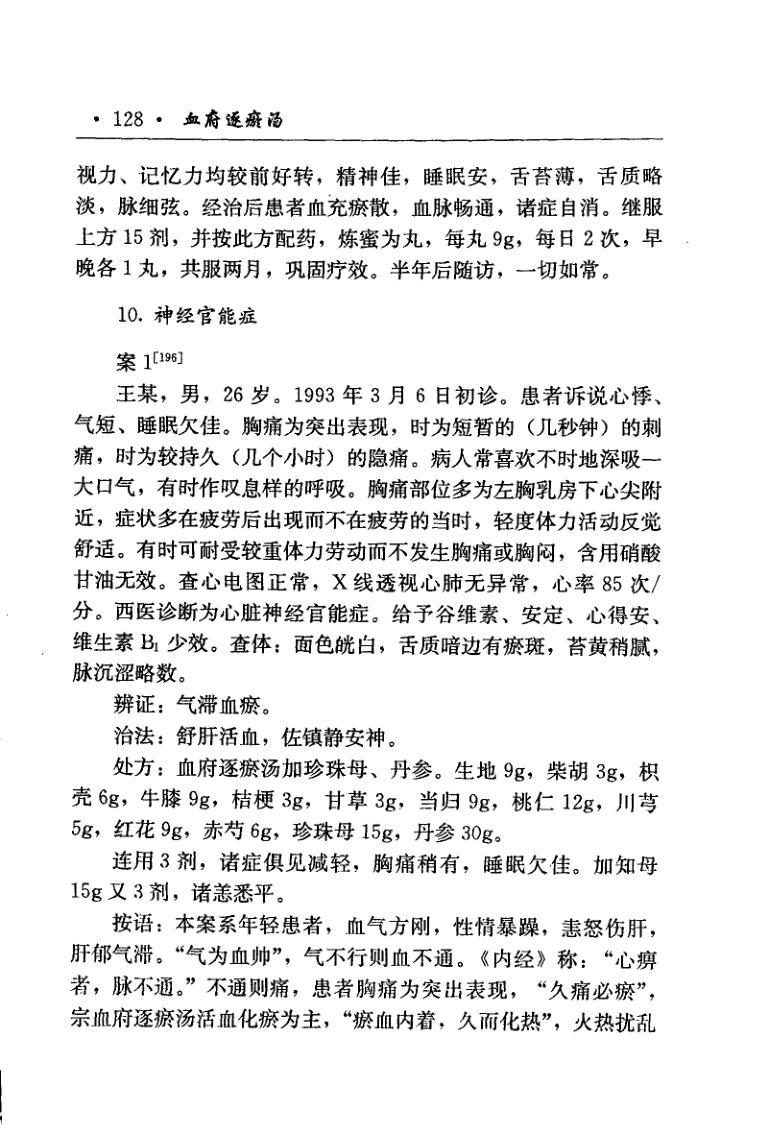 · 128 · 血府逐瘀汤
视力、记忆力均较前好转，精神佳，睡眠安，舌苔薄，舌质略
淡，脉细弦。经治后患者血充瘀散，血脉畅通，诸症自消。继服
上方 15 剂，并按此方配药，炼蜜为丸，每丸 9g，每日 2 次，早
晚各 1 丸，共服两月，巩固疗效。半年后随访，一切如常。
10. 神经官能症
案 1[196]
王某，男，26 岁。1993 年 3 月 6 日初诊。患者诉说心悸、
气短、睡眠欠佳。胸痛为突出表现，时为短暂的（几秒钟）的刺
痛，时为较持久（几个小时）的隐痛。病人常喜欢不时地深吸一
大口气，有时作叹息样的呼吸。胸痛部位多为左胸乳房下心尖附
近，症状多在疲劳后出现而不在疲劳的当时，轻度体力活动反觉
舒适。有时可耐受较重体力劳动而不发生胸痛或胸闷，含用硝酸
甘油无效。查心电图正常，X 线透视心肺无异常，心率 85 次/
分。西医诊断为心脏神经官能症。给予谷维素、安定、心得安、
维生素 B₁ 少效。查体：面色㿠白，舌质暗边有瘀斑，苔黄稍腻，
脉沉涩略数。
辨证：气滞血瘀。
治法：舒肝活血，佐镇静安神。
处方：血府逐瘀汤加珍珠母、丹参。生地 9g，柴胡 3g，枳
壳 6g，牛膝 9g，桔梗 3g，甘草 3g，当归 9g，桃仁 12g，川芎
5g，红花 9g，赤芍 6g，珍珠母 15g，丹参 30g。
连用 3 剂，诸症俱见减轻，胸痛稍有，睡眠欠佳。加知母
15g 又 3 剂，诸恙悉平。
按语：本案系年轻患者，血气方刚，性情暴躁，恚怒伤肝，
肝郁气滞。“气为血帅”，气不行则血不通。《内经》称：“心痹
者，脉不通。”不通则痛，患者胸痛为突出表现，“久痛必瘀”，
宗血府逐瘀汤活血化瘀为主，“瘀血内着，久而化热”，火热扰乱